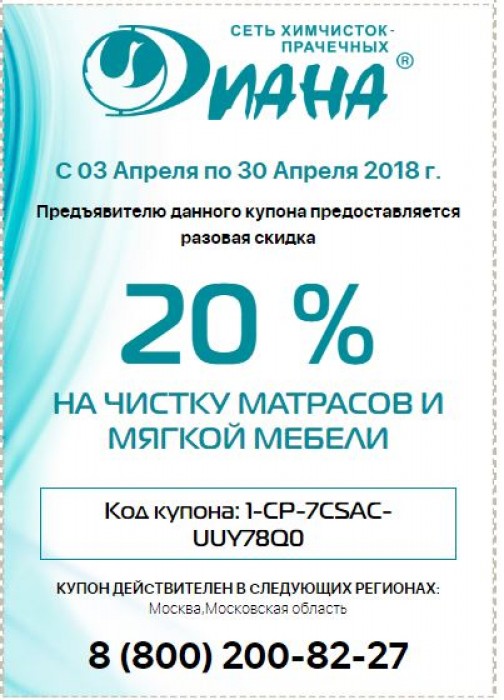 СЕТЬ ХИМЧИСТОК-
ПРАЧЕЧНЫХ
ДИАНА ®
С 03 Апреля по 30 Апреля 2018 г.
Предъявителю данного купона предоставляется
разовая скидка
20 %
НА ЧИСТКУ МАТРАСОВ И
МЯГКОЙ МЕБЕЛИ
Код купона: 1-CP-7CSAC-
UUY78Q0
КУПОН ДЕЙСТВИТЕЛЕН В СЛЕДУЮЩИХ РЕГИОНАХ:
Москва,Московская область
8 (800) 200-82-27